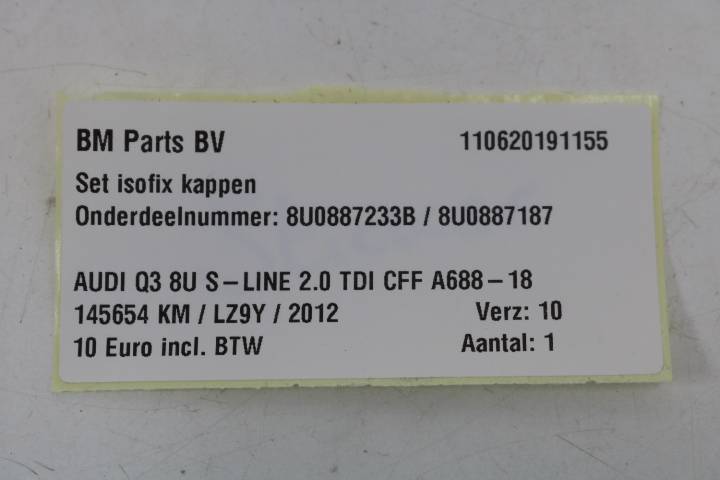 BM Parts BV 110620191155
Set isofix kappen
Onderdeelnummer: 8U0887233B / 8U0887187
AUDI Q3 8U S-LINE 2.0 TDI CFF A688-18
145654 KM / LZ9Y / 2012 Verz: 10
10 Euro incl. BTW Aantal: 1